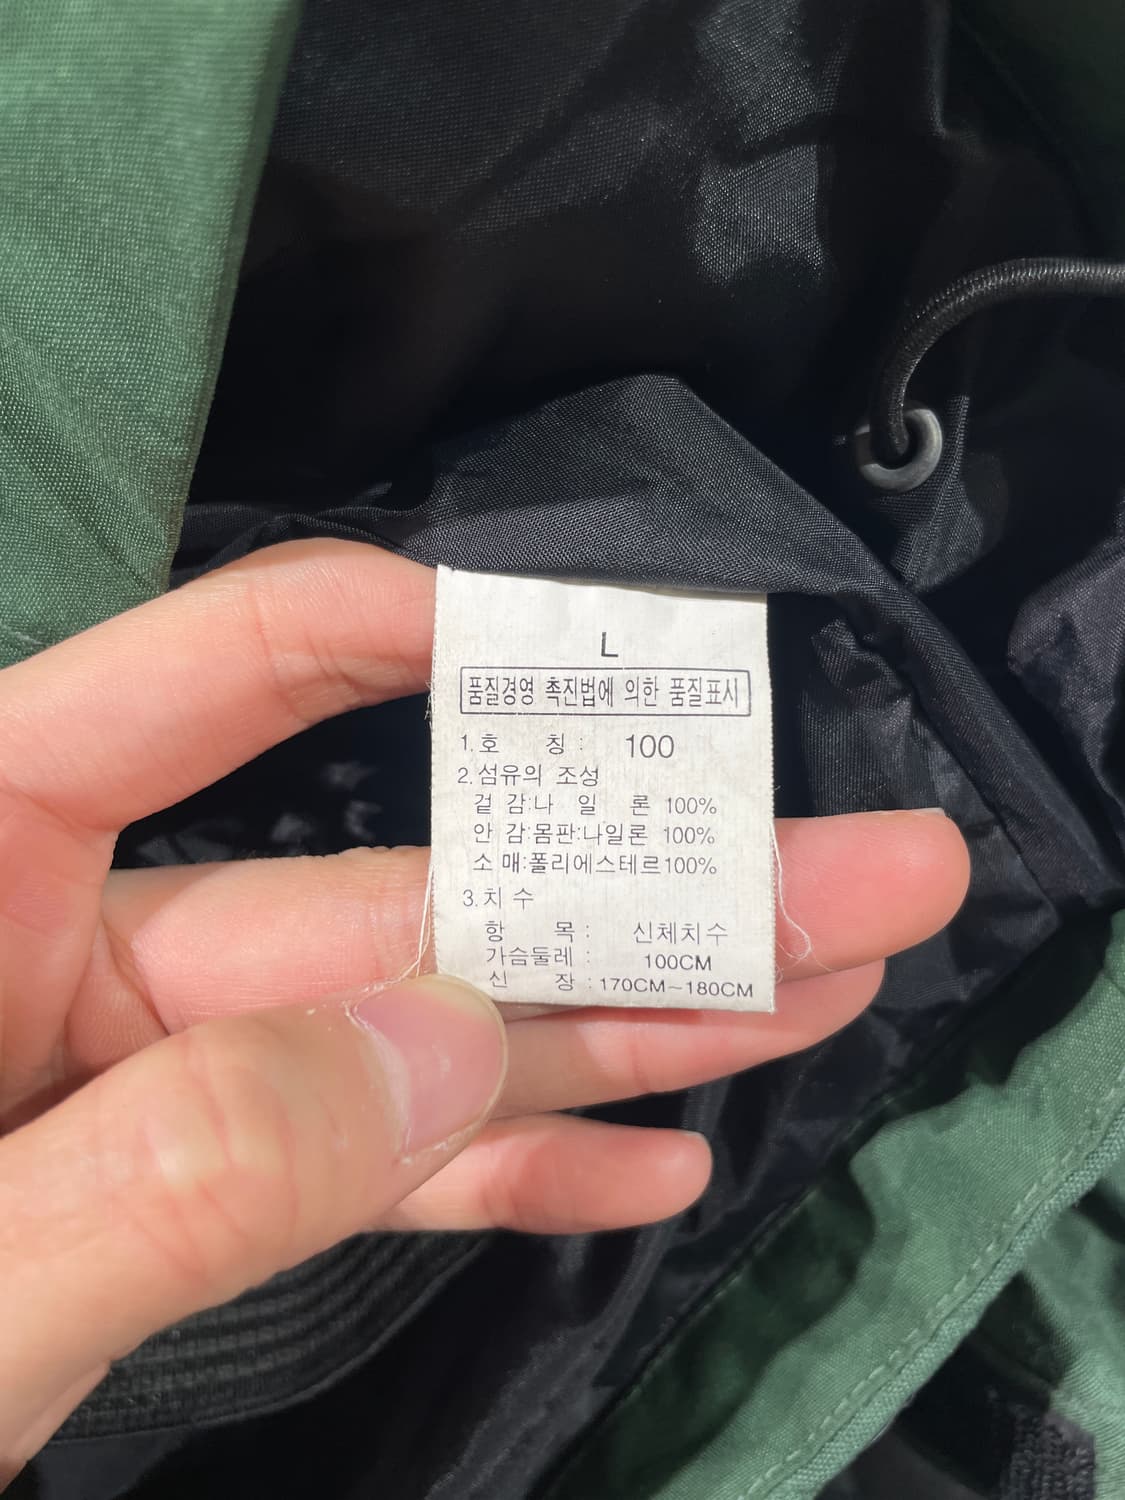 L
품질경영 촉진법에 의한 품질표시
1. 호 칭 : 100
2. 섬유의 조성
겉 감:나 일 론 100%
안 감:몸판:나일론 100%
소 매:폴리에스테르100%
3. 치 수
항 목 : 신체치수
가슴둘레 : 100CM
신 장 : 170CM~180CM